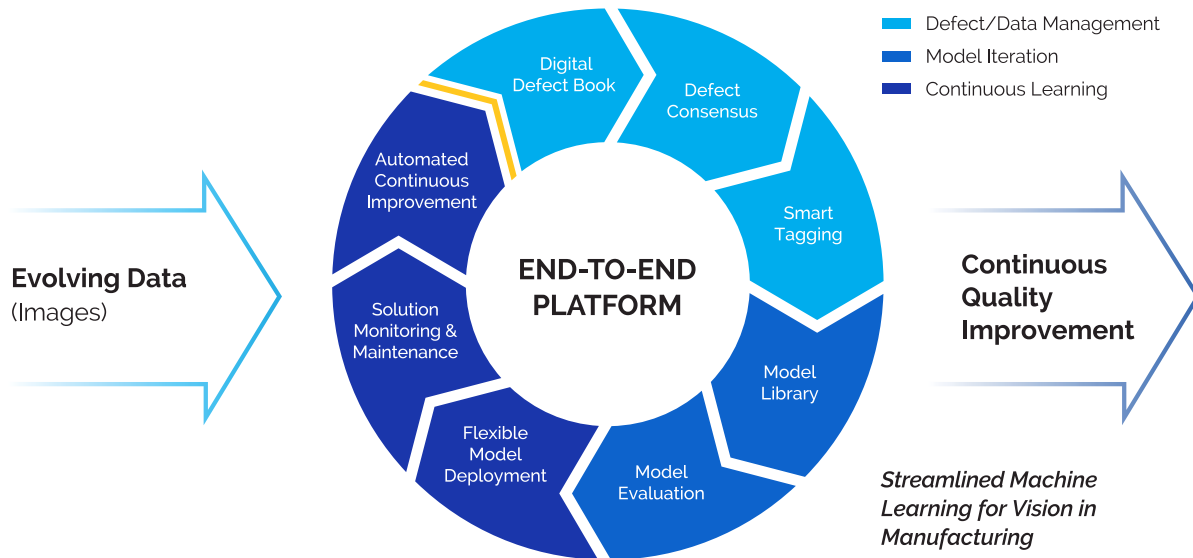 Defect/Data Management
Model Iteration
Continuous Learning
Digital
Defect Book
Defect
Consensus
Smart
Tagging
Model
Library
Model
Evaluation
Flexible
Model
Deployment
Solution
Monitoring &
Maintenance
Automated
Continuous
Improvement
END-TO-END
PLATFORM
Evolving Data
(Images)
Continuous
Quality
Improvement
Streamlined Machine
Learning for Vision in
Manufacturing